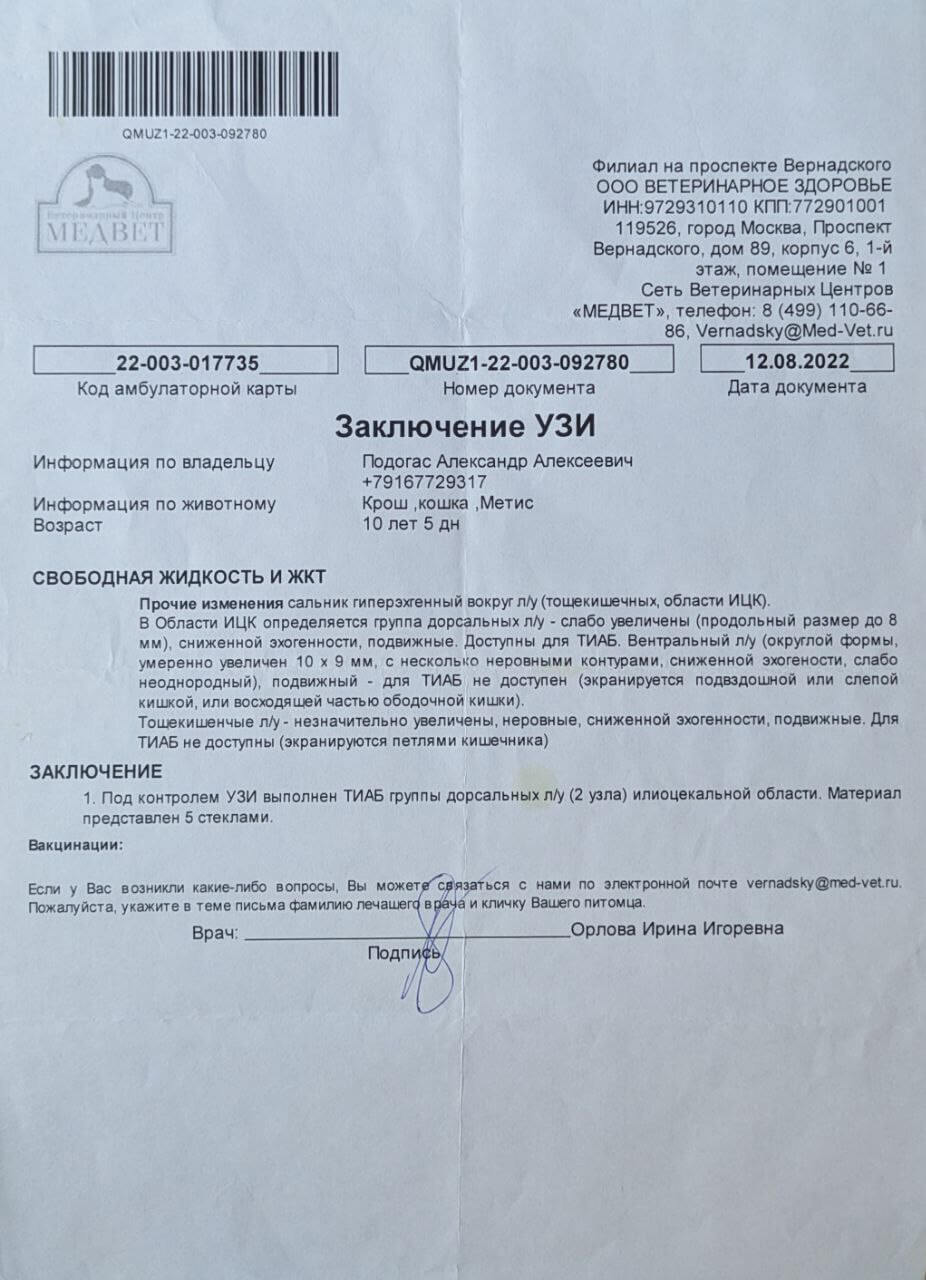 QMUZ1-22-003-092780
Ветеринарный Центр
МЕДВЕТ
Филиал на проспекте Вернадского
ООО ВЕТЕРИНАРНОЕ ЗДОРОВЬЕ
ИНН:9729310110 КПП:772901001
119526, город Москва, Проспект
Вернадского, дом 89, корпус 6, 1-й
этаж, помещение № 1
Сеть Ветеринарных Центров
«МЕДВЕТ», телефон: 8 (499) 110-66-
86, Vernadsky@Med-Vet.ru
22-003-017735 QMUZ1-22-003-092780 12.08.2022
Код амбулаторной карты Номер документа Дата документа
Заключение УЗИ
Информация по владельцу Подогас Александр Алексеевич
+79167729317
Информация по животному Крош ,кошка ,Метис
Возраст 10 лет 5 дн
СВОБОДНАЯ ЖИДКОСТЬ И ЖКТ
Прочие изменения сальник гиперэхгенный вокруг л/у (тощекишечных, области ИЦК).
В Области ИЦК определяется группа дорсальных л/у - слабо увеличены (продольный размер до 8
мм), сниженной эхогенности, подвижные. Доступны для ТИАБ. Вентральный л/у (округлой формы,
умеренно увеличен 10 х 9 мм, с несколько неровными контурами, сниженной эхогености, слабо
неоднородный), подвижный - для ТИАБ не доступен (экранируется подвздошной или слепой
кишкой, или восходящей частью ободочной кишки).
Тощекишенчые л/у - незначительно увеличены, неровные, сниженной эхогенности, подвижные. Для
ТИАБ не доступны (экранируются петлями кишечника)
ЗАКЛЮЧЕНИЕ
1. Под контролем УЗИ выполнен ТИАБ группы дорсальных л/у (2 узла) илиоцекальной области. Материал
представлен 5 стеклами.
Вакцинации:
Если у Вас возникли какие-либо вопросы, Вы можете связаться с нами по электронной почте vernadsky@med-vet.ru.
Пожалуйста, укажите в теме письма фамилию лечащего врача и кличку Вашего питомца.
Врач: Орлова Ирина Игоревна
Подпись